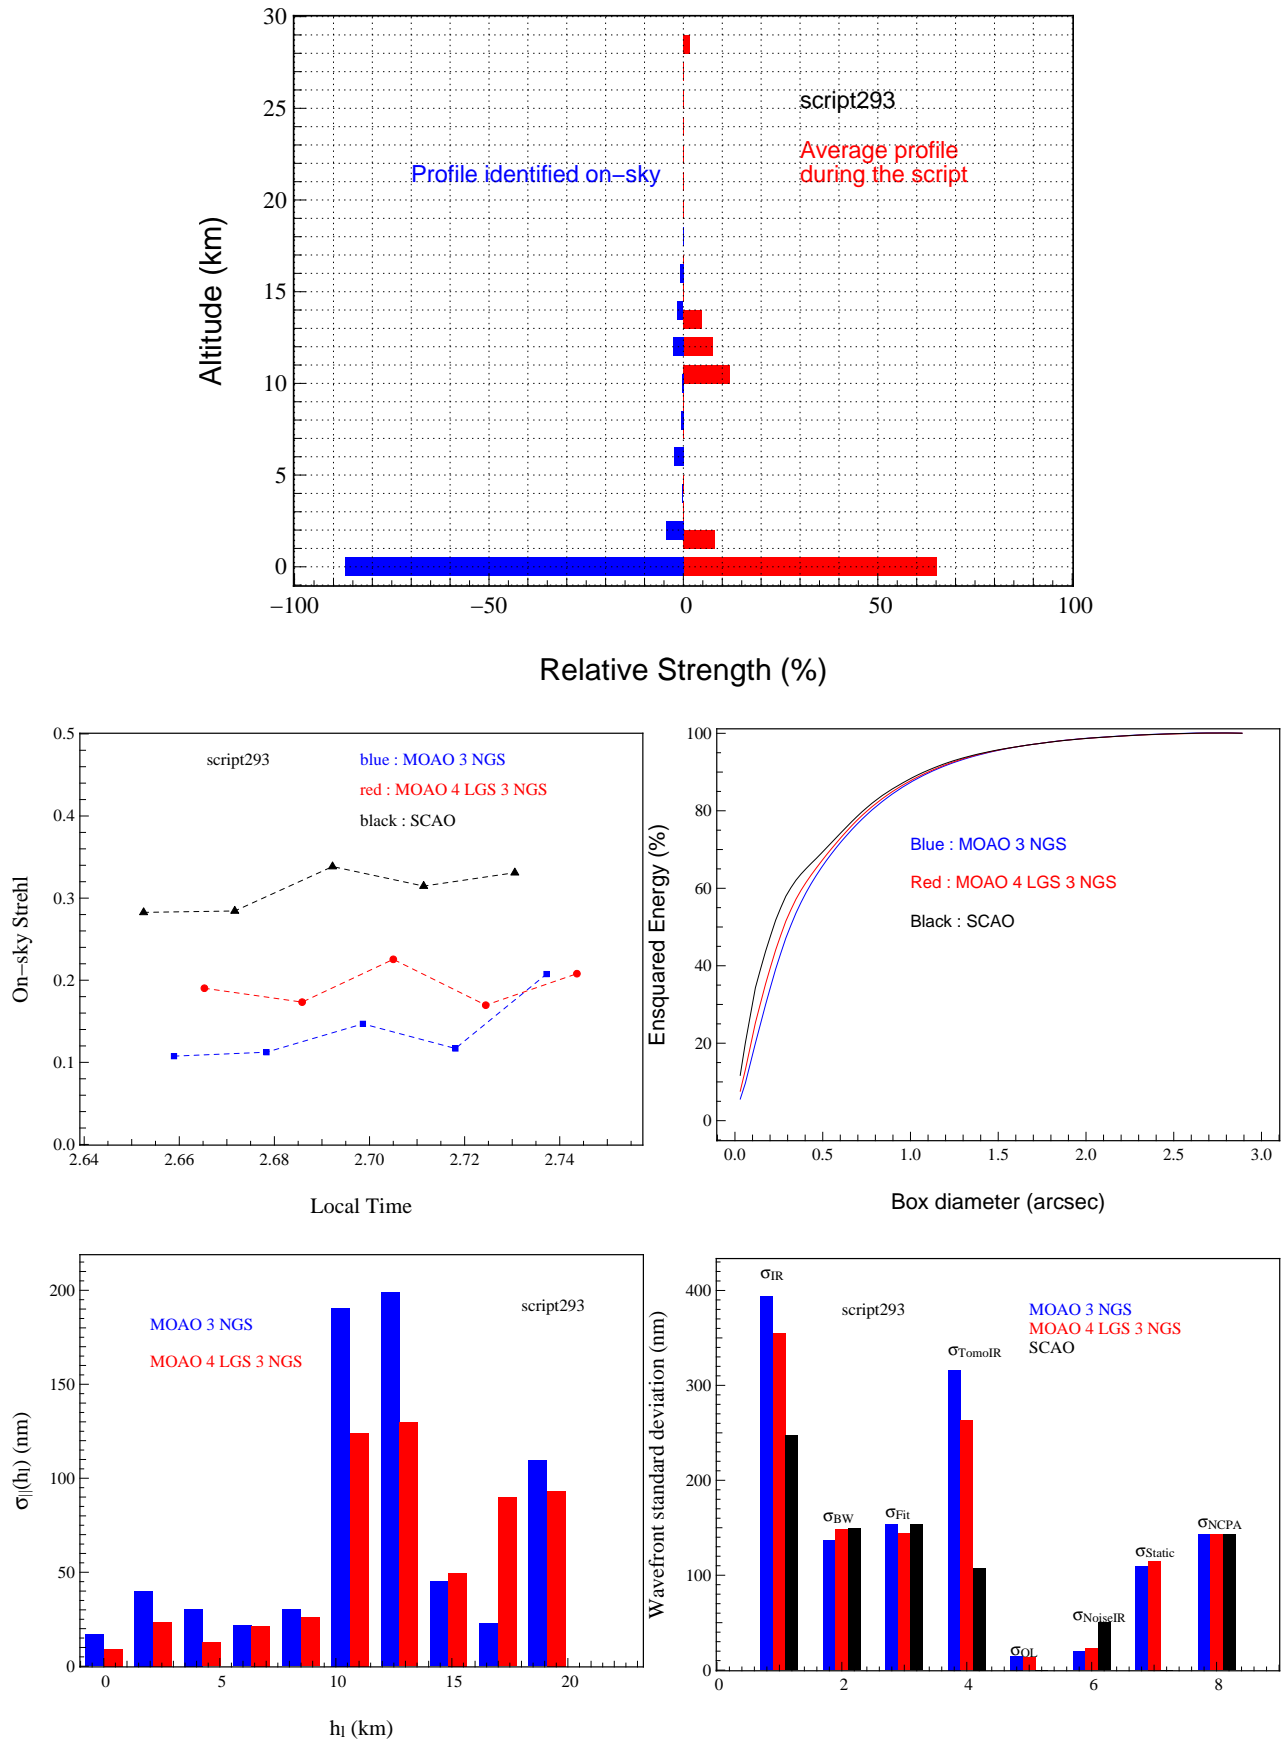 30
25
20
15
10
5
0
Altitude (km)
script293
Average profile
during the script
Profile identified on−sky
−100
−50
0
50
100
Relative Strength (%)
0.5
0.4
0.3
0.2
0.1
0.0
On−sky Strehl
script293
blue : MOAO 3 NGS
red : MOAO 4 LGS 3 NGS
black : SCAO
2.64
2.66
2.68
2.70
2.72
2.74
Local Time
100
80
60
40
20
0
Ensquared Energy (%)
Blue : MOAO 3 NGS
Red : MOAO 4 LGS 3 NGS
Black : SCAO
0.0
0.5
1.0
1.5
2.0
2.5
3.0
Box diameter (arcsec)
200
150
100
50
0
σ||(hl) (nm)
script293
MOAO 3 NGS
MOAO 4 LGS 3 NGS
0
5
10
15
20
hl (km)
400
300
200
100
0
Wavefront standard deviation (nm)
σIR
script293
MOAO 3 NGS
MOAO 4 LGS 3 NGS
SCAO
σTomoIR
σBW
σFit
σNCPA
σStatic
σNoiseIR
σOL
0
2
4
6
8